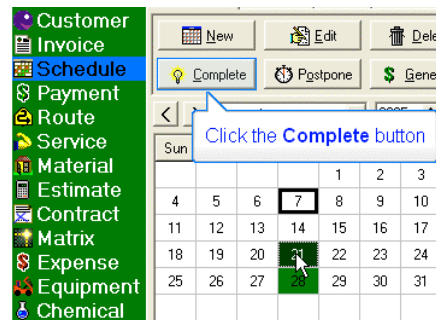 Customer
Invoice
Schedule
Payment
Route
Service
Material
Estimate
Contract
Matrix
Expense
Equipment
Chemical
New Edit Dele
Complete Postpone $ Gene
<
Click the Complete button
Sun
1 2 3
4 5 6 7 8 9 10
11 12 13 14 15 16 17
18 19 20 21 22 23 24
25 26 27 28 29 30 31